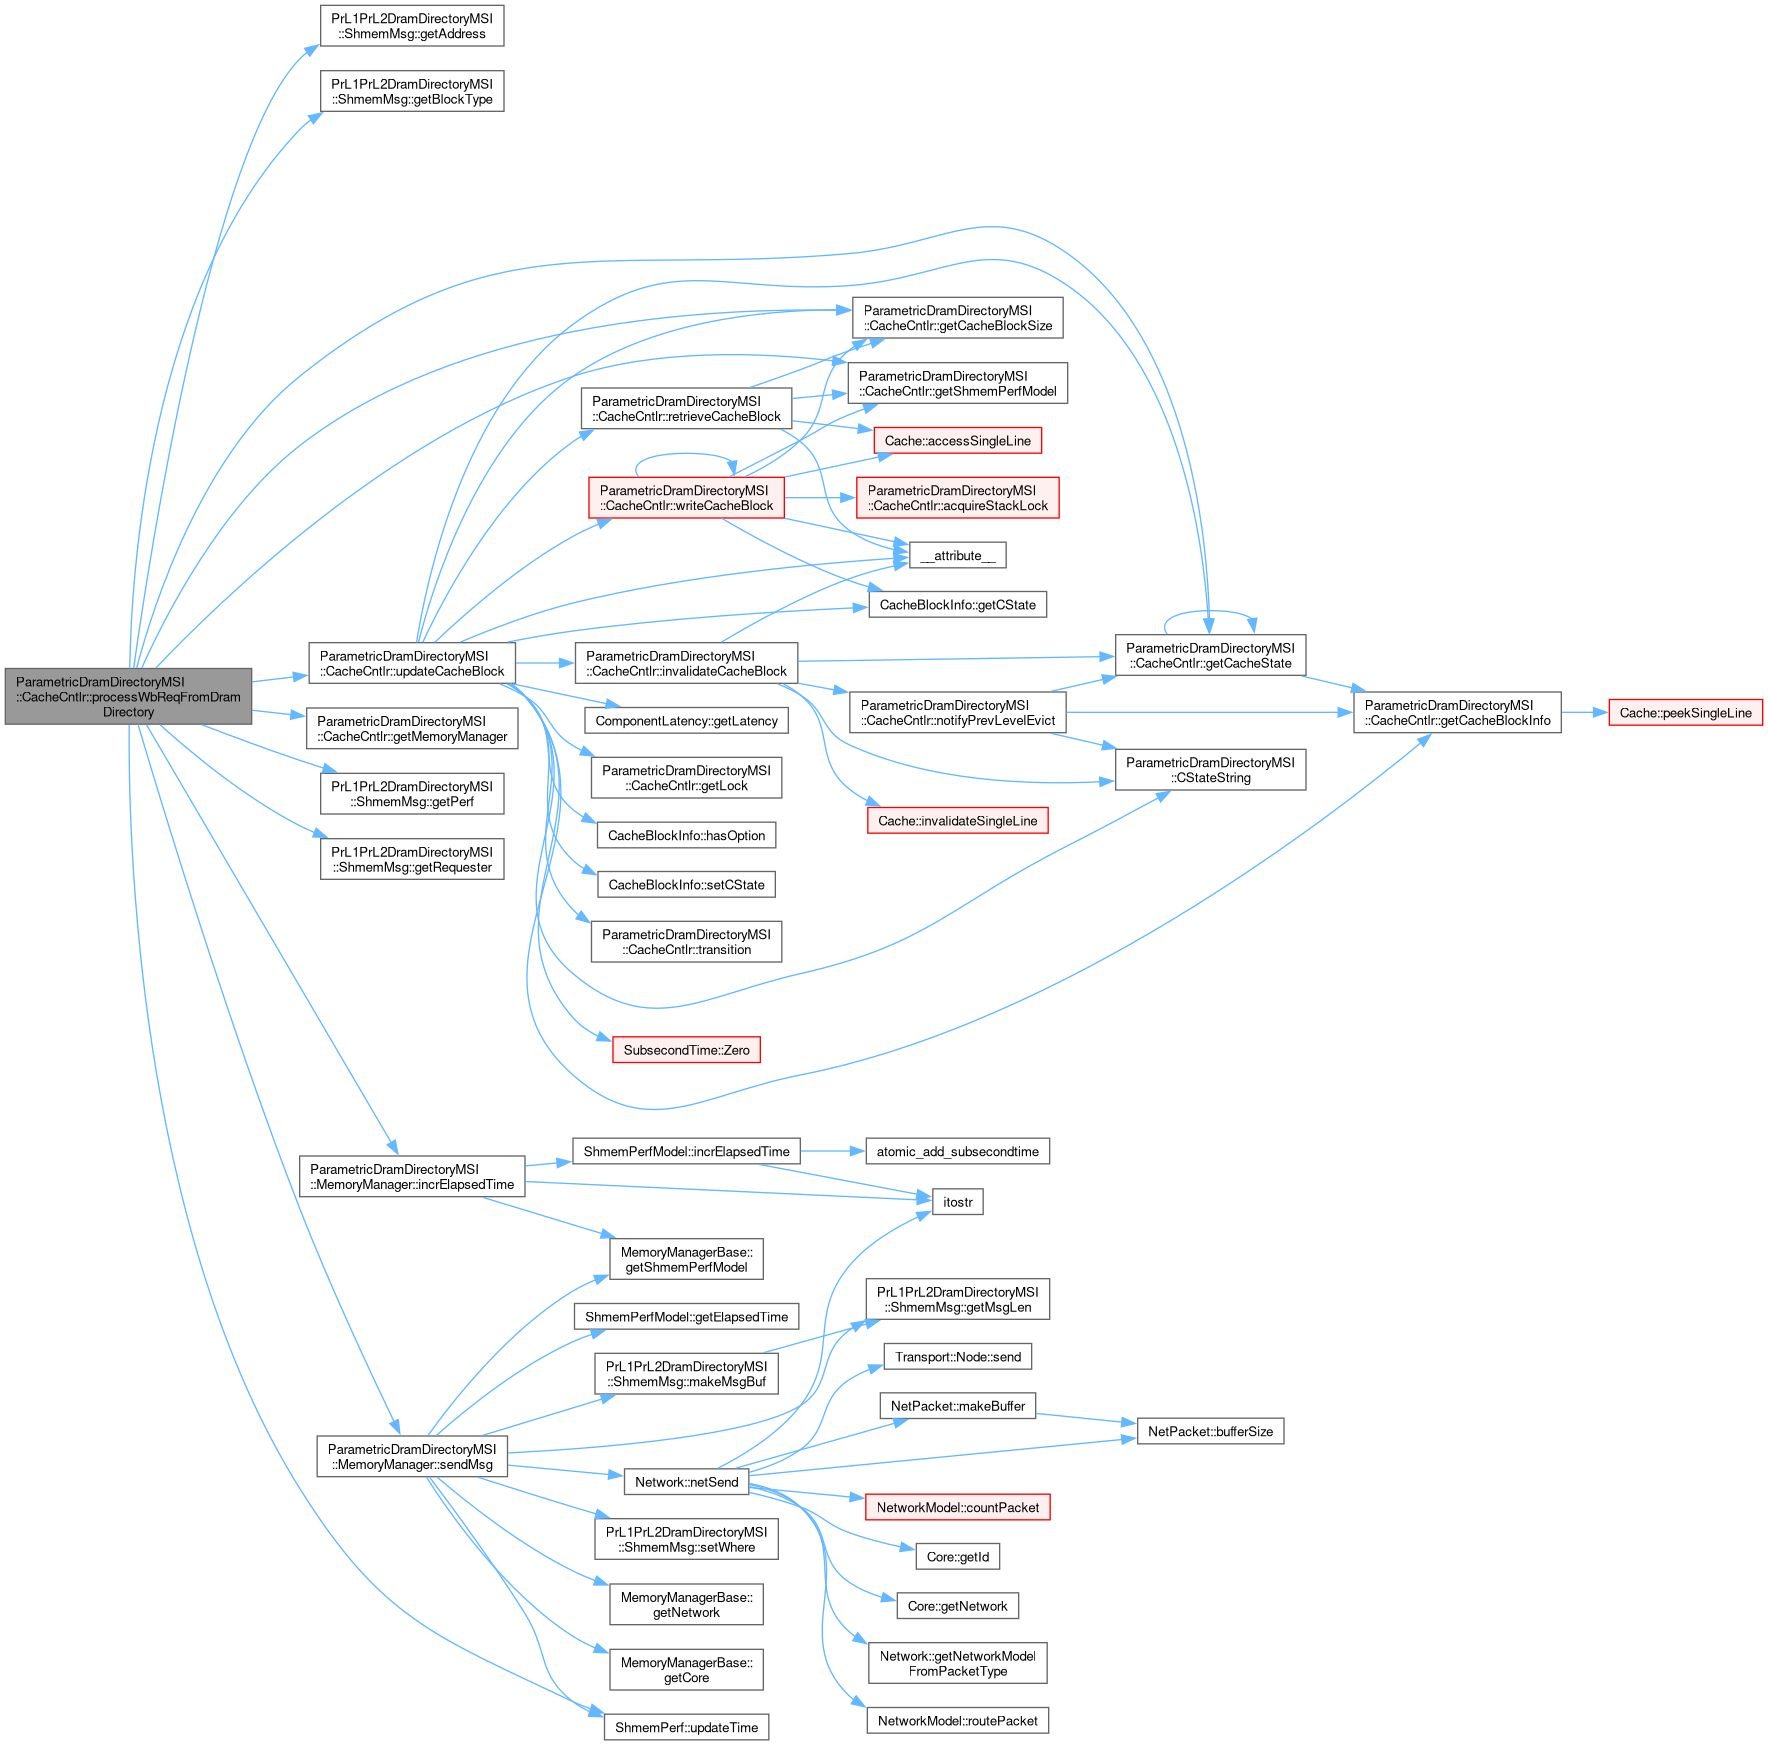 PrL1PrL2DramDirectoryMSI
::ShmemMsg::getAddress
PrL1PrL2DramDirectoryMSI
::ShmemMsg::getBlockType
ParametricDramDirectoryMSI
::CacheCntlr::getCacheBlockSize
ParametricDramDirectoryMSI
::CacheCntlr::getShmemPerfModel
ParametricDramDirectoryMSI
::CacheCntlr::retrieveCacheBlock
Cache::accessSingleLine
ParametricDramDirectoryMSI
::CacheCntlr::writeCacheBlock
ParametricDramDirectoryMSI
::CacheCntlr::acquireStackLock
__attribute__
CacheBlockInfo::getCState
ParametricDramDirectoryMSI
::CacheCntlr::processWbReqFromDram
Directory
ParametricDramDirectoryMSI
::CacheCntlr::updateCacheBlock
ParametricDramDirectoryMSI
::CacheCntlr::invalidateCacheBlock
ParametricDramDirectoryMSI
::CacheCntlr::getCacheState
ParametricDramDirectoryMSI
::CacheCntlr::getMemoryManager
ComponentLatency::getLatency
ParametricDramDirectoryMSI
::CacheCntlr::notifyPrevLevelEvict
ParametricDramDirectoryMSI
::CacheCntlr::getCacheBlockInfo
Cache::peekSingleLine
PrL1PrL2DramDirectoryMSI
::ShmemMsg::getPerf
ParametricDramDirectoryMSI
::CacheCntlr::getLock
ParametricDramDirectoryMSI
::CStateString
PrL1PrL2DramDirectoryMSI
::ShmemMsg::getRequester
CacheBlockInfo::hasOption
Cache::invalidateSingleLine
CacheBlockInfo::setCState
ParametricDramDirectoryMSI
::CacheCntlr::transition
SubsecondTime::Zero
ParametricDramDirectoryMSI
::MemoryManager::incrElapsedTime
ShmemPerfModel::incrElapsedTime
atomic_add_subsecondtime
itostr
MemoryManagerBase::
getShmemPerfModel
ShmemPerfModel::getElapsedTime
PrL1PrL2DramDirectoryMSI
::ShmemMsg::getMsgLen
PrL1PrL2DramDirectoryMSI
::ShmemMsg::makeMsgBuf
Transport::Node::send
NetPacket::makeBuffer
NetPacket::bufferSize
ParametricDramDirectoryMSI
::MemoryManager::sendMsg
Network::netSend
NetworkModel::countPacket
PrL1PrL2DramDirectoryMSI
::ShmemMsg::setWhere
Core::getId
MemoryManagerBase::
getNetwork
Core::getNetwork
MemoryManagerBase::
getCore
Network::getNetworkModel
FromPacketType
ShmemPerf::updateTime
NetworkModel::routePacket